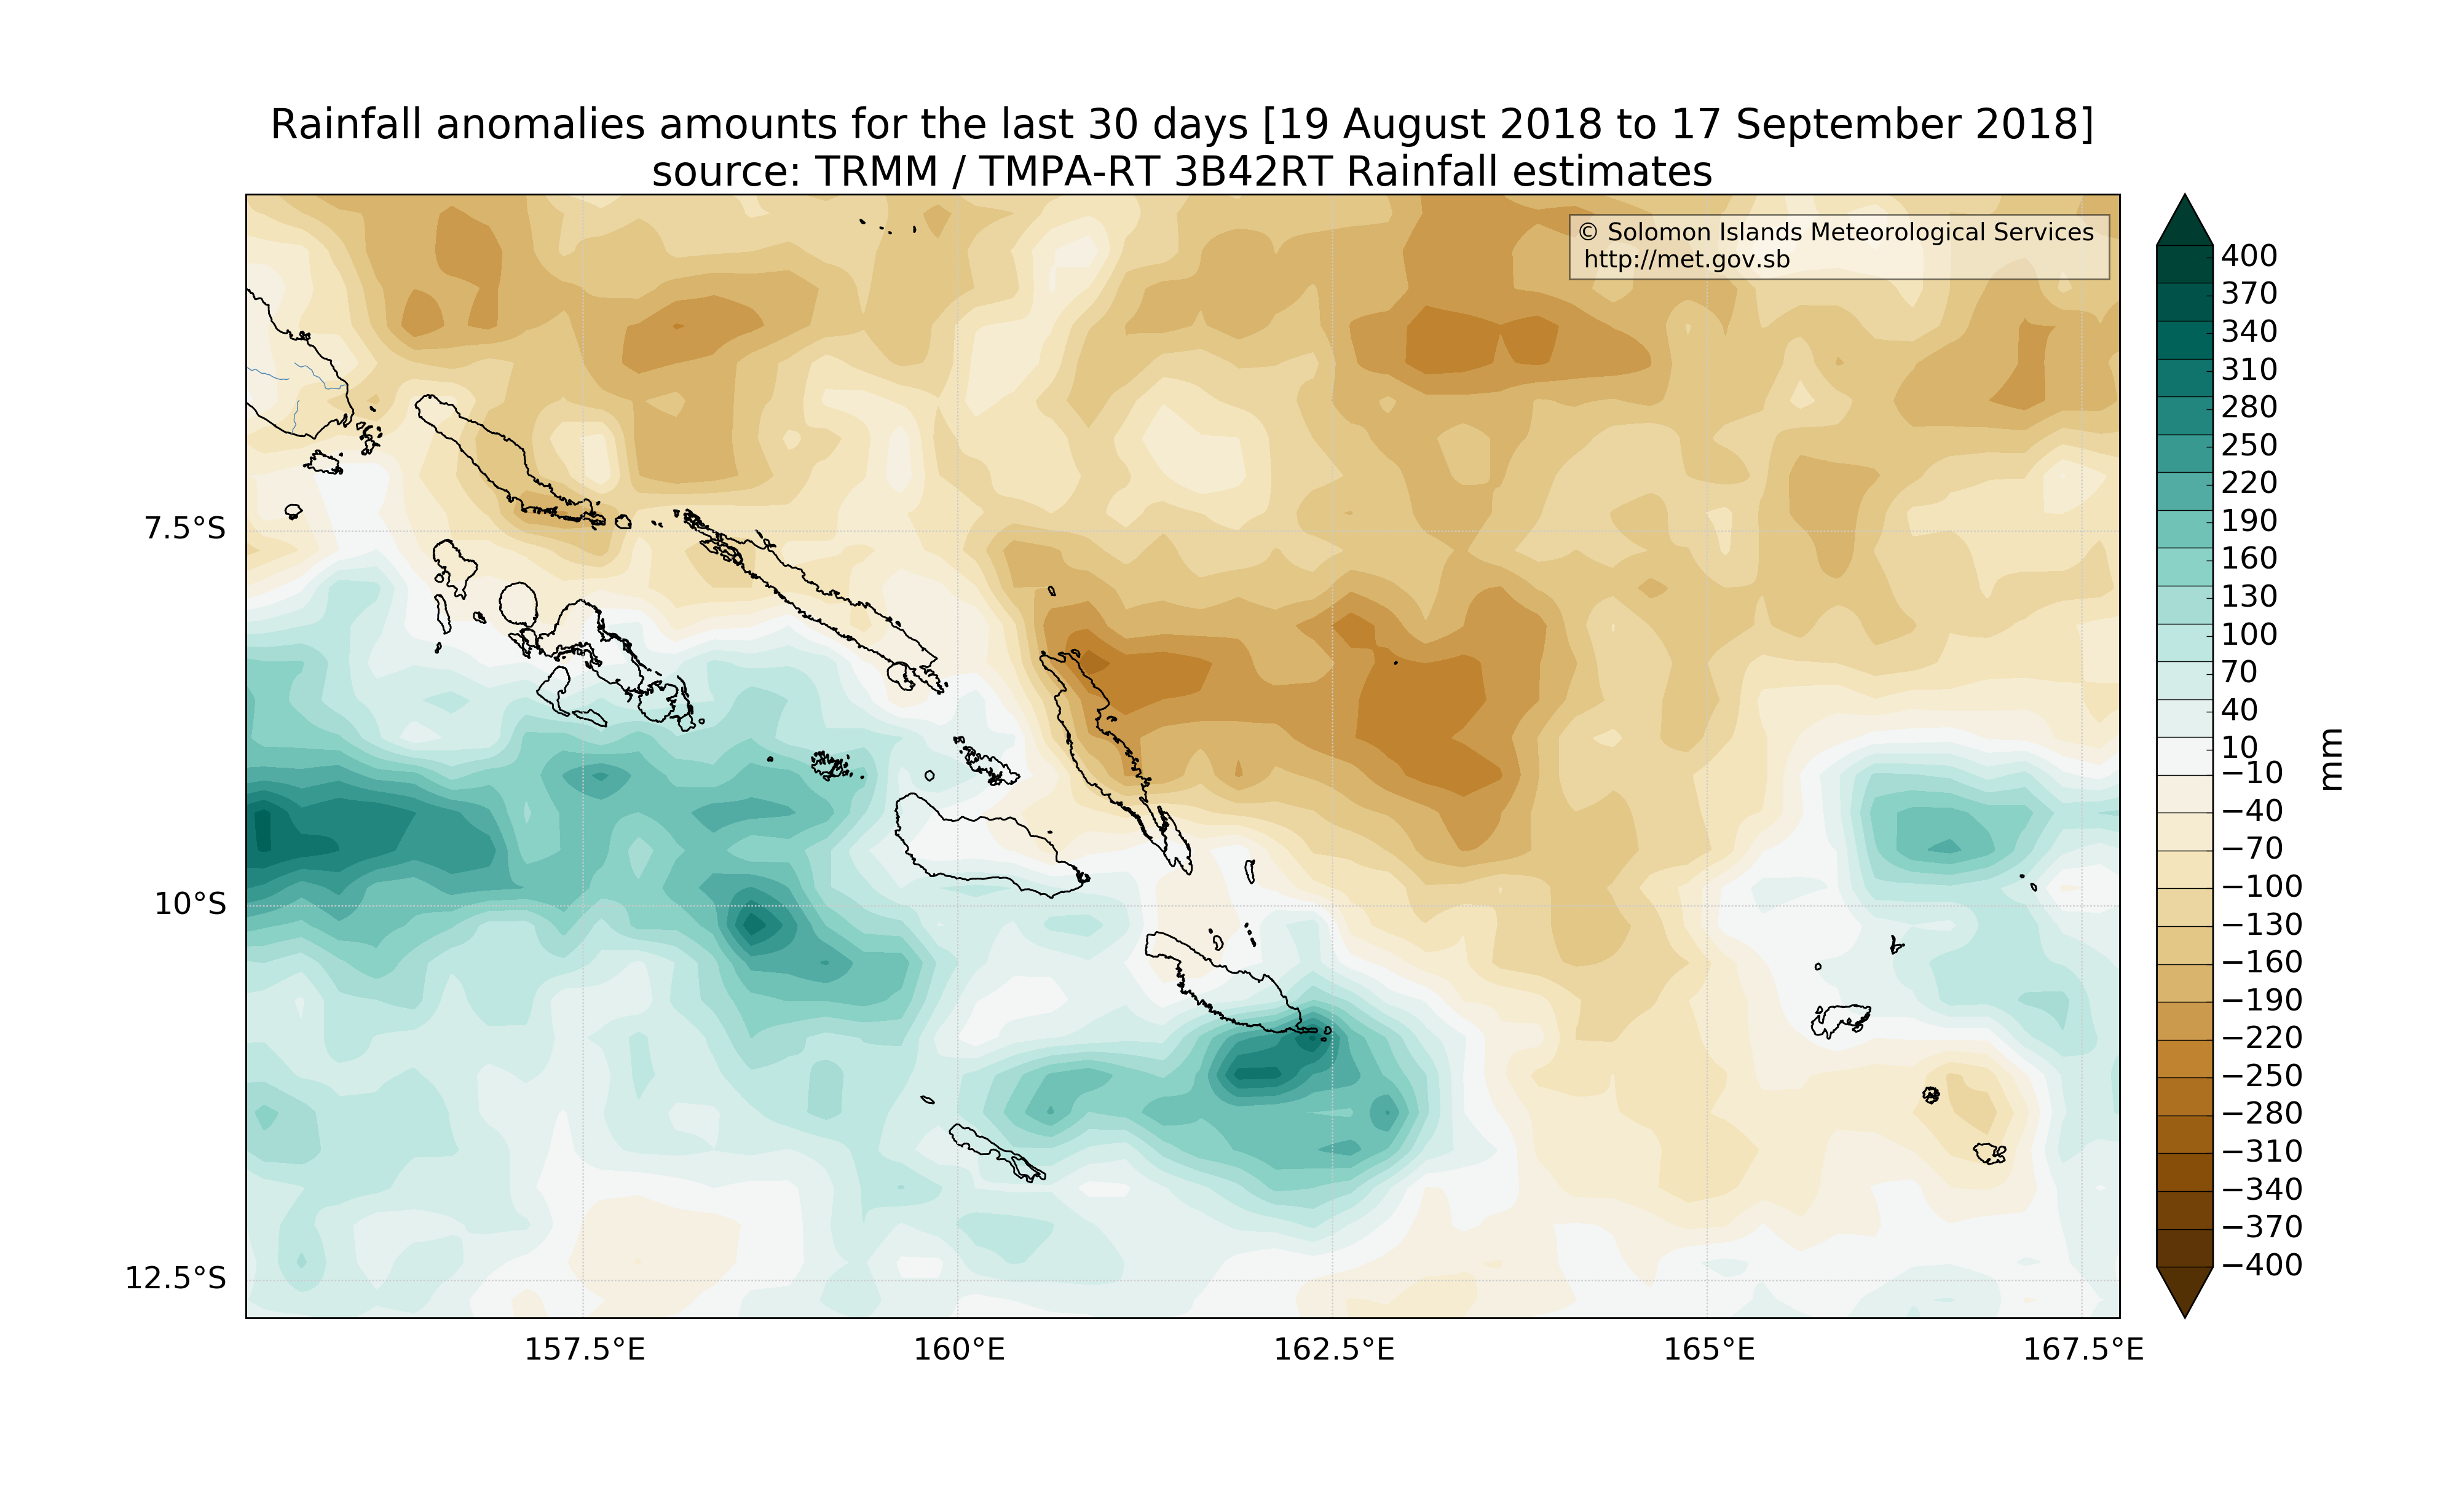 Rainfall anomalies amounts for the last 30 days [19 August 2018 to 17 September 2018]
source: TRMM / TMPA-RT 3B42RT Rainfall estimates
© Solomon Islands Meteorological Services
http://met.gov.sb
7.5°S
10°S
12.5°S
157.5°E
160°E
162.5°E
165°E
167.5°E
400
370
340
310
280
250
220
190
160
130
100
70
40
10
−10
−40
−70
−100
−130
−160
−190
−220
−250
−280
−310
−340
−370
−400
mm